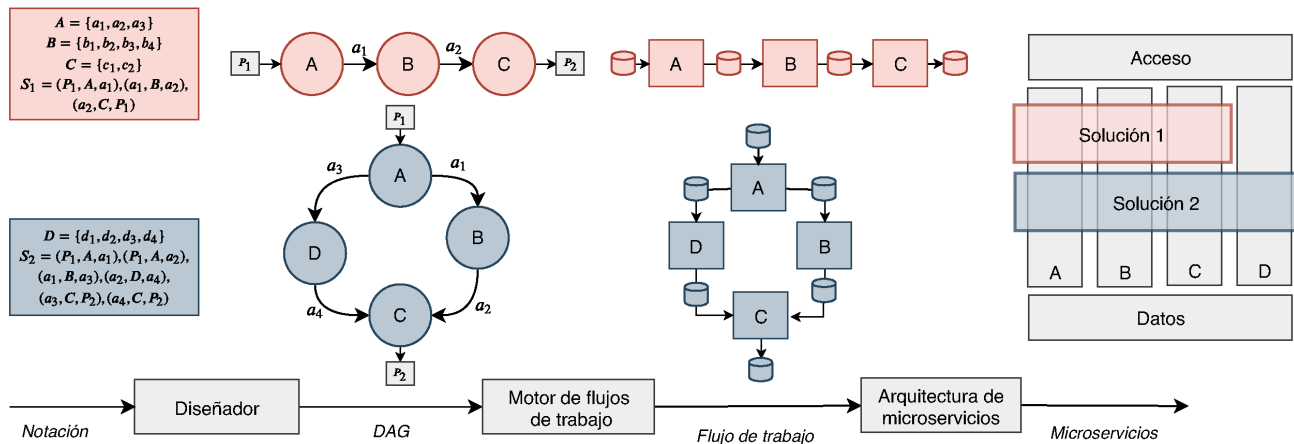 A = {a₁, a₂, a₃}
B = {b₁, b₂, b₃, b₄}
C = {c₁, c₂}
S₁ = (P₁, A, a₁),(a₁, B, a₂),
(a₂, C, P₁)
P₁
A
a₁
B
a₂
C
P₂
A
B
C
P₁
A
a₃
a₁
D
B
a₄
a₂
C
P₂
A
D
B
C
D = {d₁, d₂, d₃, d₄}
S₂ = (P₁, A, a₁),(P₁, A, a₂),
(a₁, B, a₃),(a₂, D, a₄),
(a₃, C, P₂),(a₄, C, P₂)
Acceso
Solución 1
Solución 2
A
B
C
D
Datos
Notación
Diseñador
DAG
Motor de flujos
de trabajo
Flujo de trabajo
Arquitectura de
microservicios
Microservicios